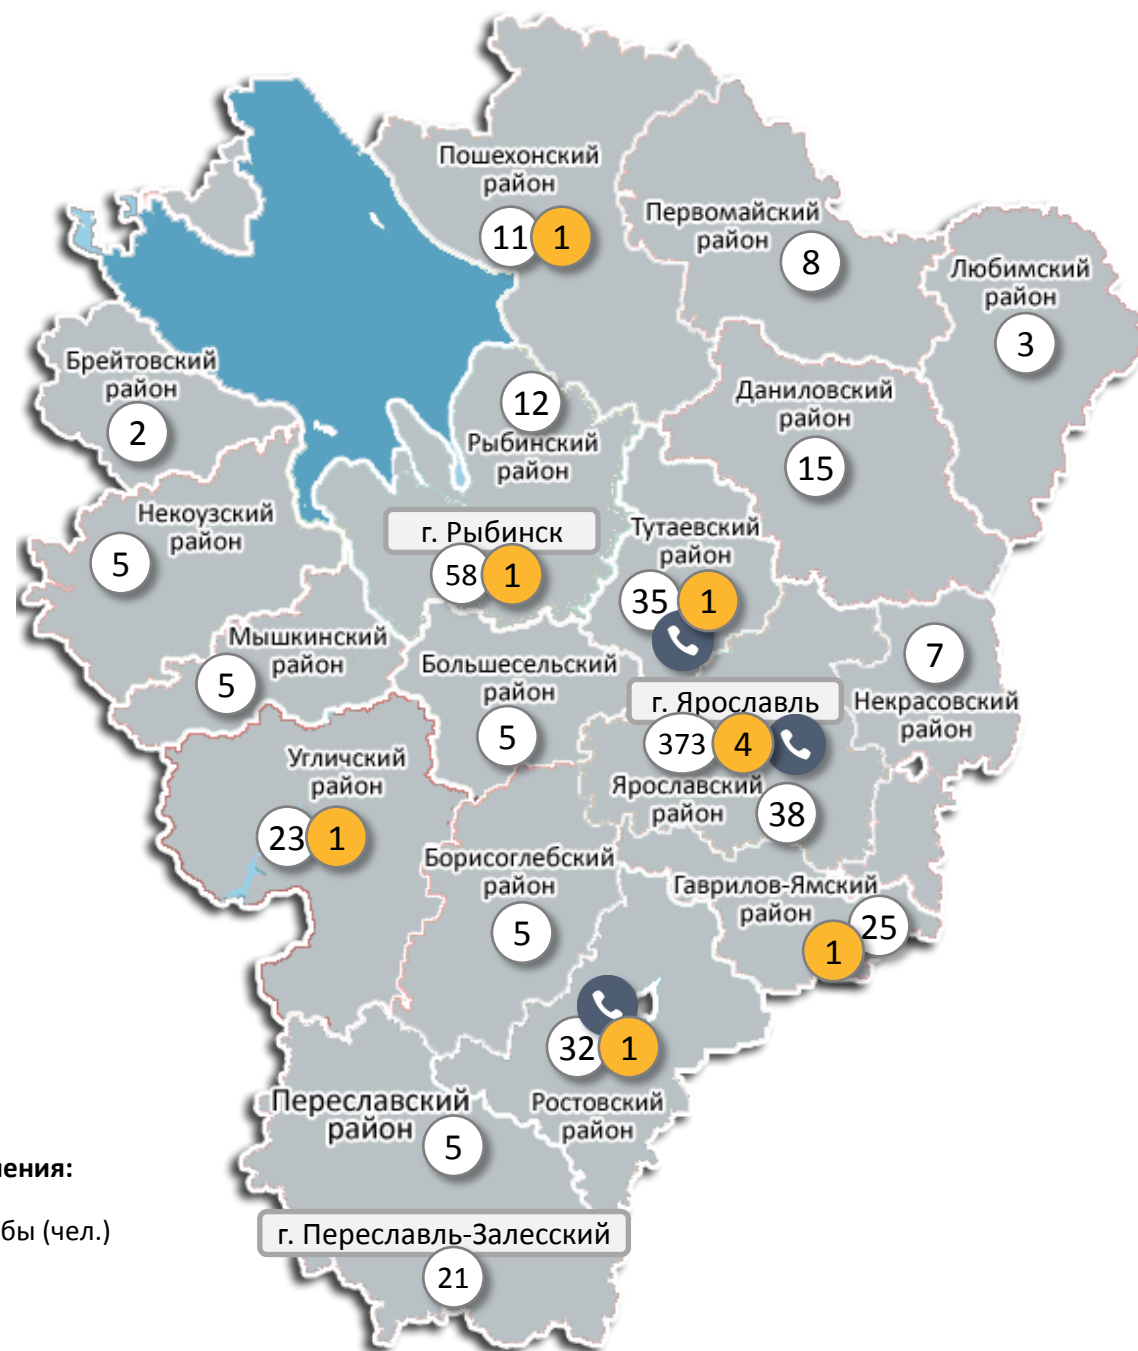 Пошехонский
район
11 1
Первомайский
район
8
Любимский
район
3
Брейтовский
район
2
12
Рыбинский
район
Даниловский
район
15
Некоузский
район
5
г. Рыбинск
58 1
Тутаевский
район
35 1
Мышкинский
район
5
Большесельский
район
5
7
Некрасовский
район
г. Ярославль
373 4
Ярославский
район
38
Угличский
район
23 1
Борисоглебский
район
5
Гаврилов-Ямский
район
25
1
32 1
Ростовский
район
Переславский
район
5
ения:
бы (чел.)
г. Переславль-Залесский
21